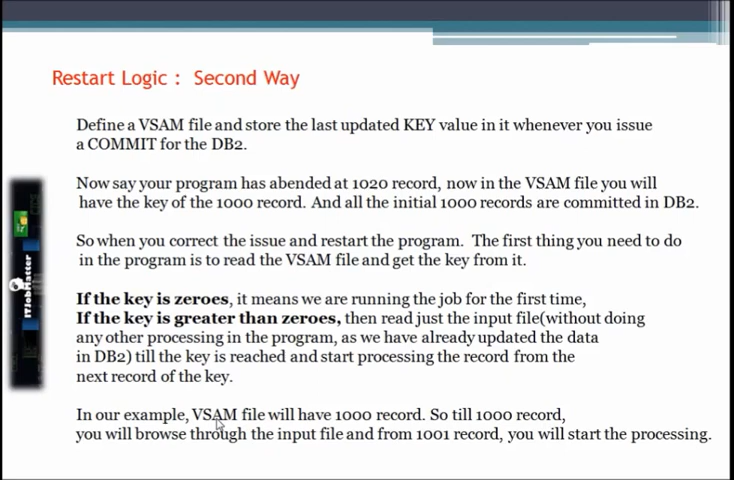 Restart Logic : Second Way
Define a VSAM file and store the last updated KEY value in it whenever you issue
a COMMIT for the DB2.
Now say your program has abended at 1020 record, now in the VSAM file you will
have the key of the 1000 record. And all the initial 1000 records are committed in DB2.
So when you correct the issue and restart the program. The first thing you need to do
in the program is to read the VSAM file and get the key from it.
If the key is zeroes, it means we are running the job for the first time,
If the key is greater than zeroes, then read just the input file(without doing
any other processing in the program, as we have already updated the data
in DB2) till the key is reached and start processing the record from the
next record of the key.
In our example, VSAM file will have 1000 record. So till 1000 record,
you will browse through the input file and from 1001 record, you will start the processing.
ITJobMatter